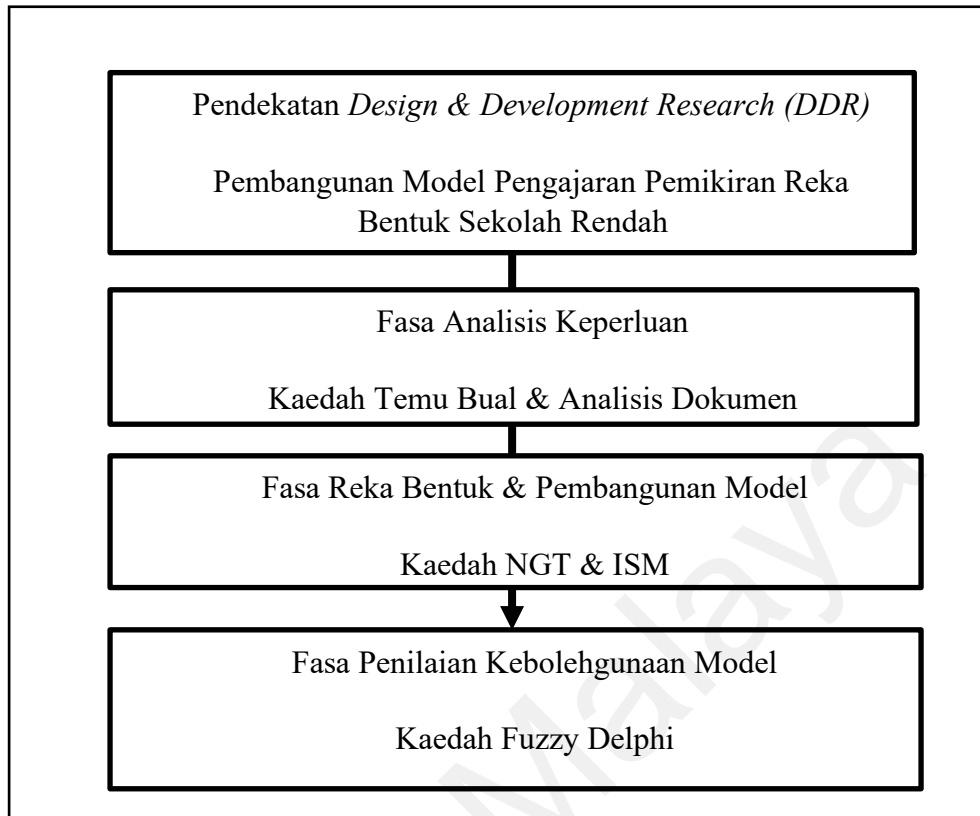 Pendekatan Design & Development Research (DDR)
Pembangunan Model Pengajaran Pemikiran Reka
Bentuk Sekolah Rendah
Fasa Analisis Keperluan
Kaedah Temu Bual & Analisis Dokumen
Fasa Reka Bentuk & Pembangunan Model
Kaedah NGT & ISM
Fasa Penilaian Kebolehgunaan Model
Kaedah Fuzzy Delphi
Malaya